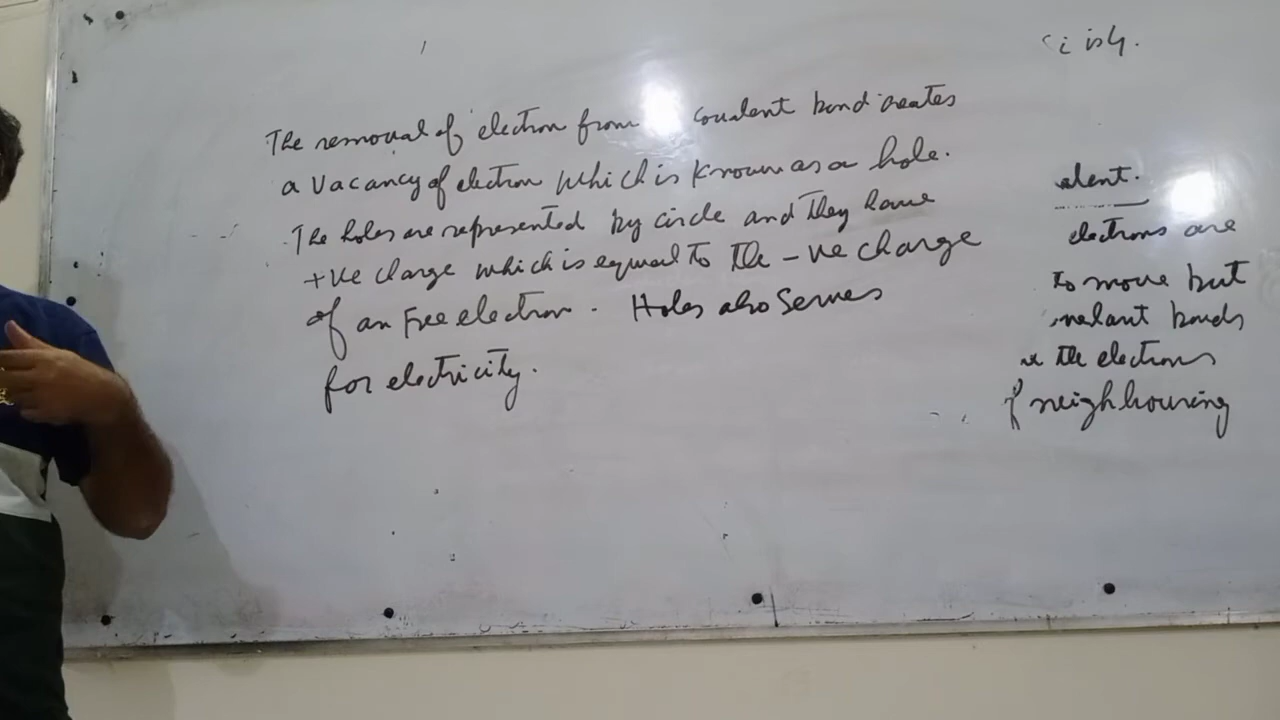 The removal of electron from covalent bond creates
a vacancy of electron which is known as a hole.
The holes are represented by circle and they have
+ve charge which is equal to the -ve charge
of an free electron. Holes also serves
for electricity.
is 4.
alent.
electrons are
to move but
bonds
the electrons
of neighbouring